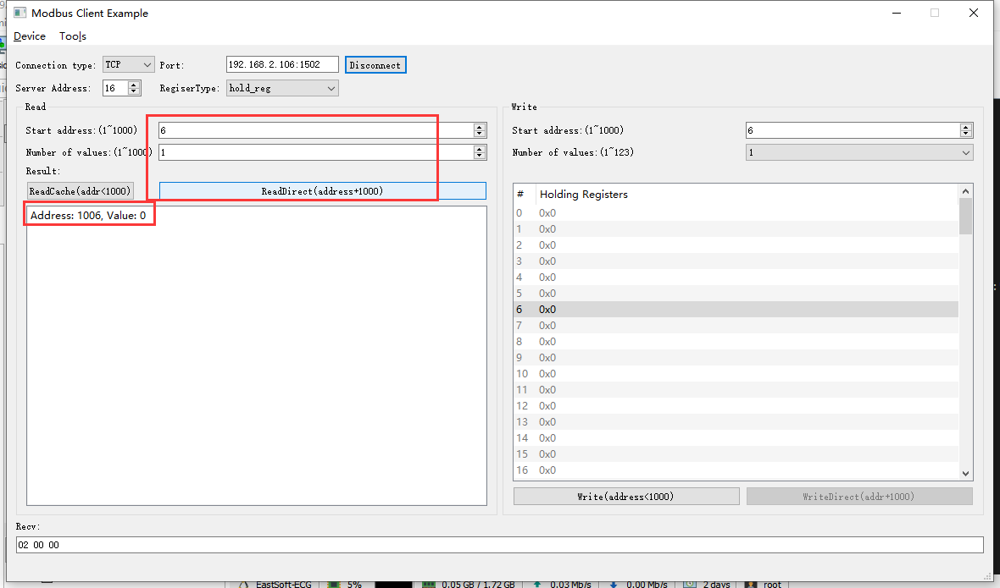 Modbus Client Example
Device Tools
Connection type: TCP Port: 192.168.2.106:1502 Disconnect
Server Address: 16 RegiserType: hold_reg
Read
Start address:(1~1000) 6
Number of values:(1~1000) 1
Result:
ReadCache(addr<1000) ReadDirect(address+1000)
Address: 1006, Value: 0
Write
Start address:(1~1000) 6
Number of values:(1~123) 1
# Holding Registers
0 0x0
1 0x0
2 0x0
3 0x0
4 0x0
5 0x0
6 0x0
7 0x0
8 0x0
9 0x0
10 0x0
11 0x0
12 0x0
13 0x0
14 0x0
15 0x0
16 0x0
Write(address<1000) WriteDirect(addr+1000)
Recv:
02 00 00
EastSoft-ECG 5% 0.05 GB / 1.72 GB 0.03 Mb/s 0.00 Mb/s 2 days root